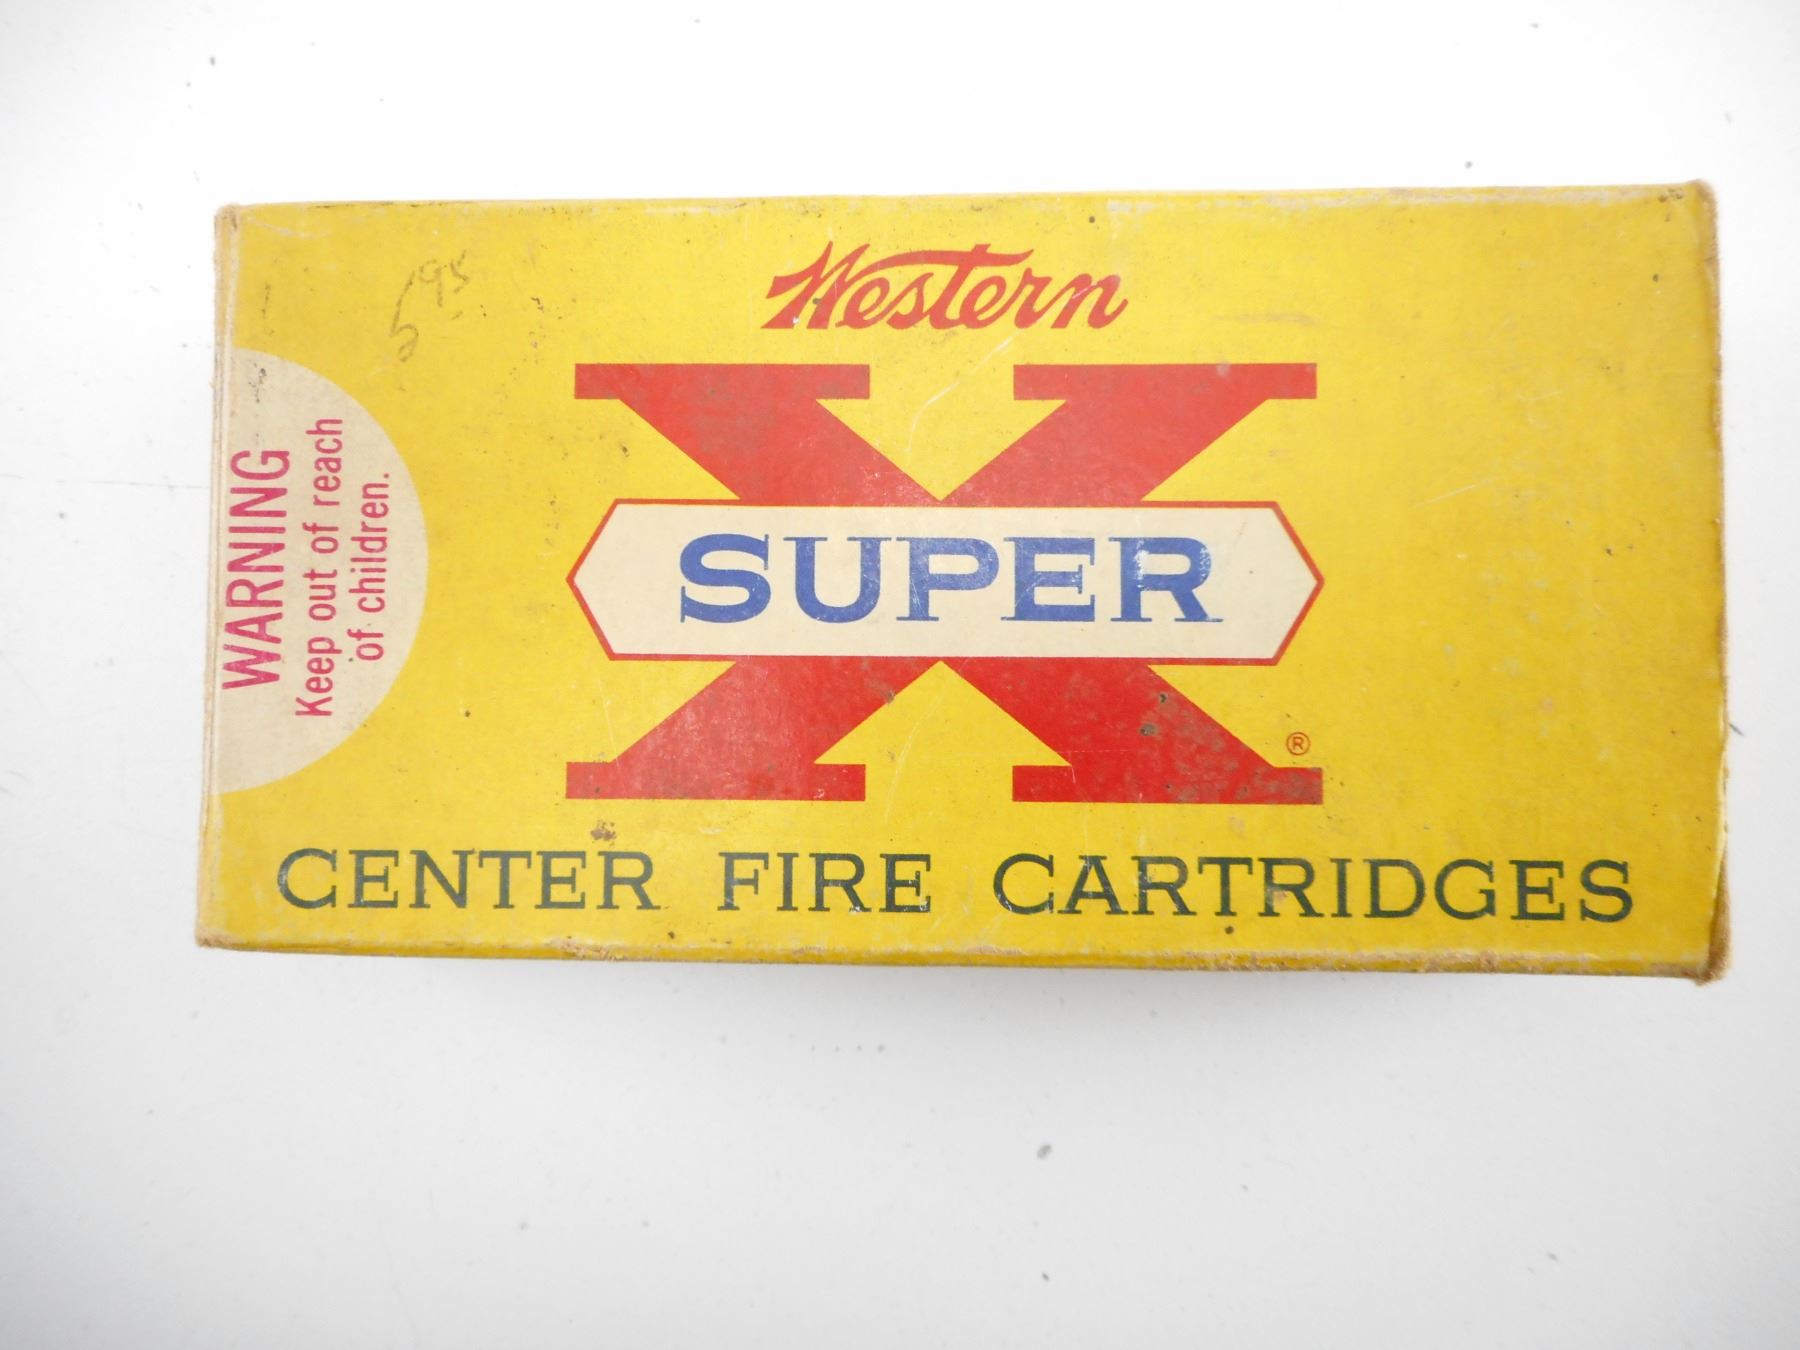 5 95
Western
X
SUPER
®
CENTER FIRE CARTRIDGES
WARNING
Keep out of reach
of children.